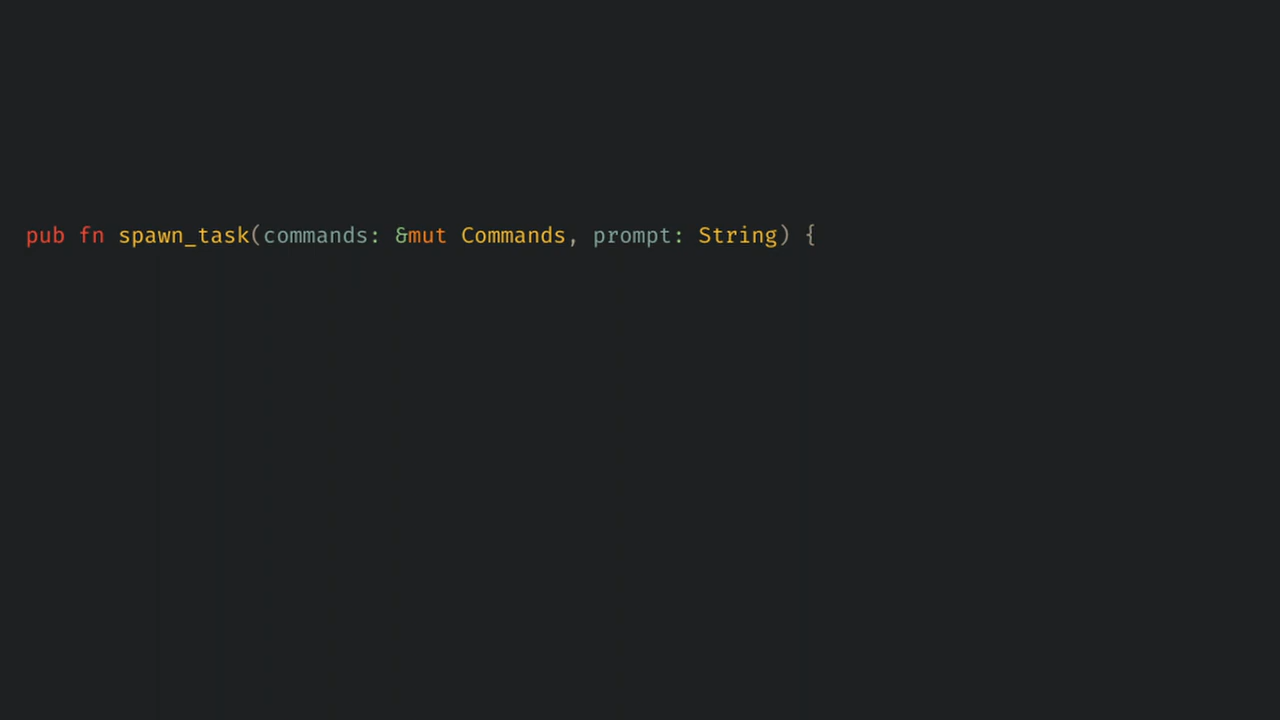 pub fn spawn_task(commands: &mut Commands, prompt: String) {